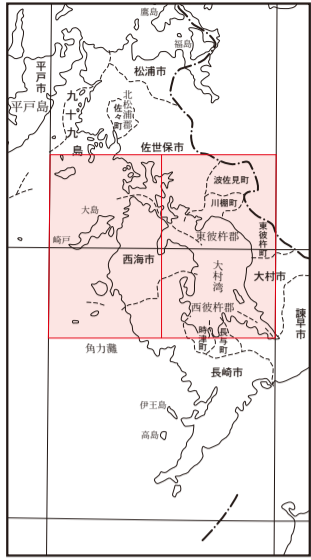 鷹島
福島
松浦市
平戸市
平戸島
九十九島
北松浦郡
佐々町
佐世保市
波佐見町
川棚町
大島
東彼杵郡
東彼杵町
崎戸
西海市
大村湾
大村市
西彼杵郡
諫早市
時津町
長与町
角力灘
長崎市
伊王島
高島